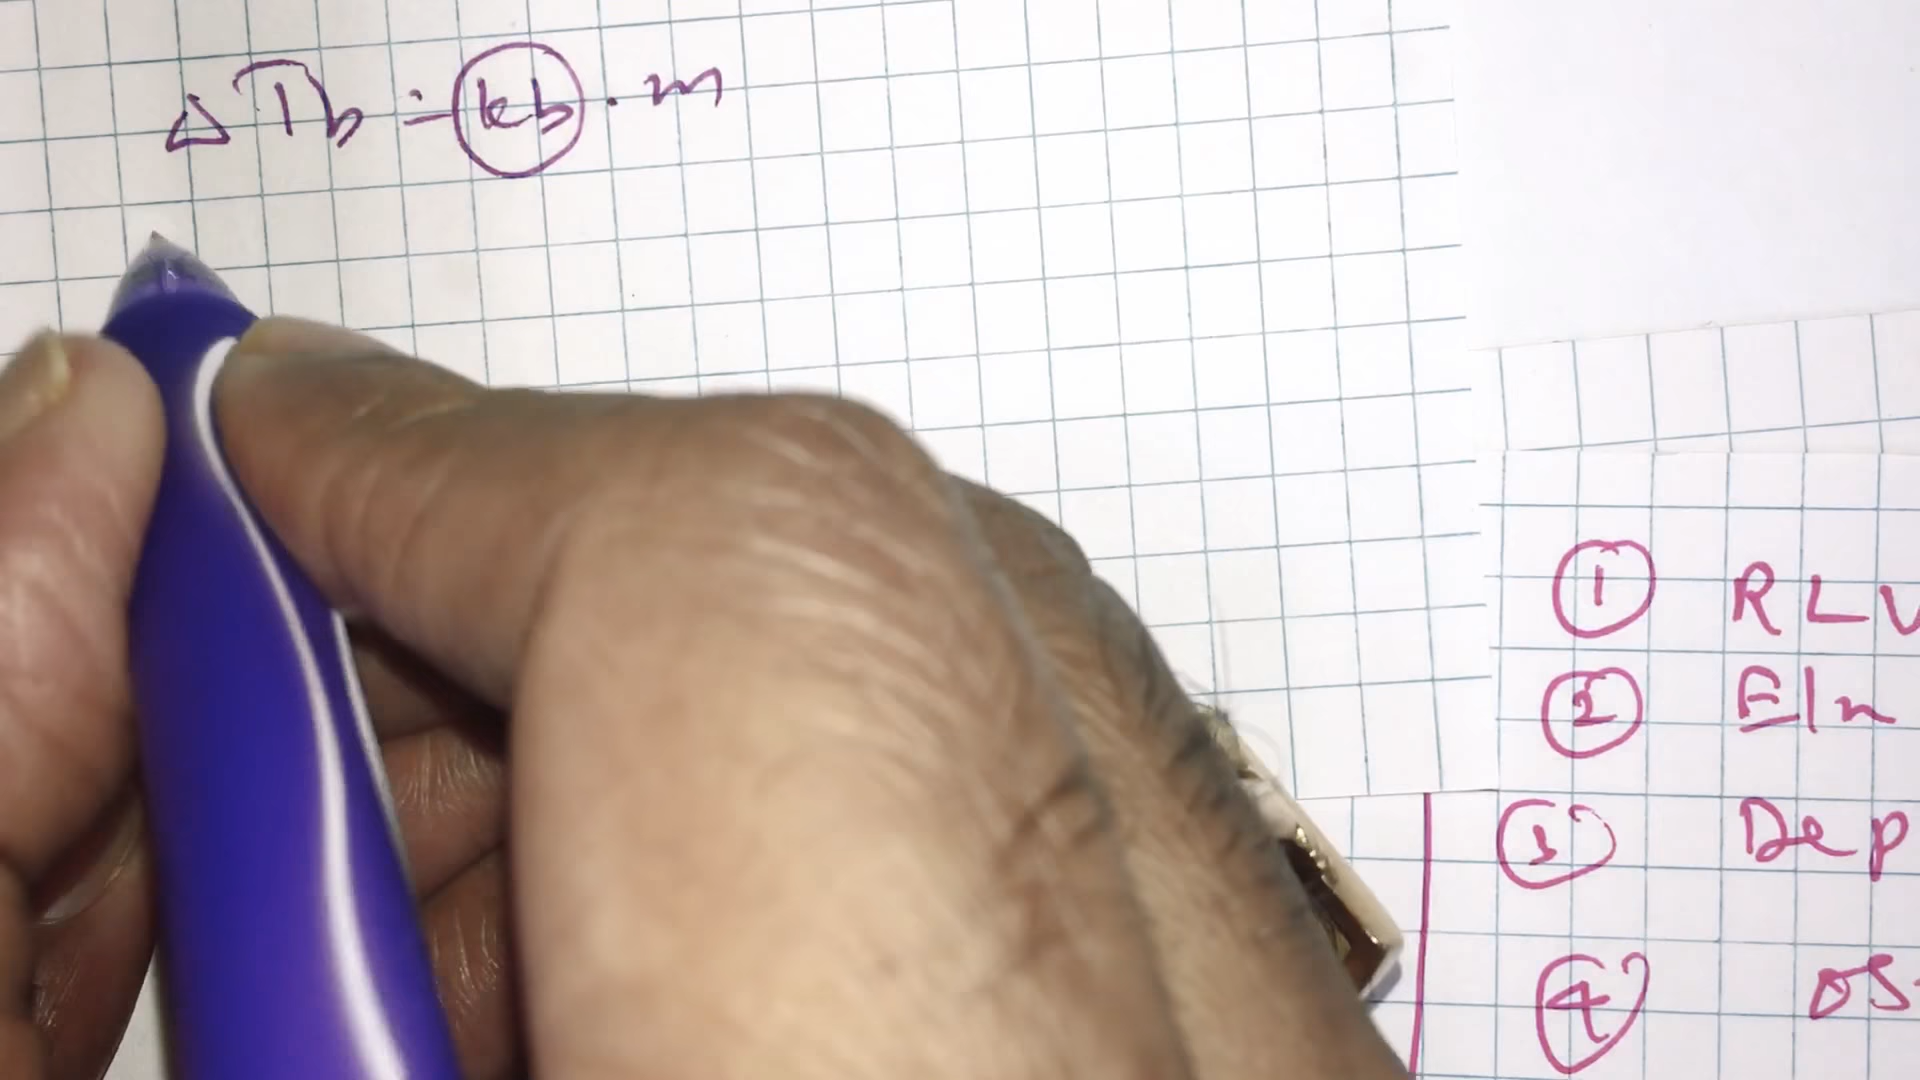 ΔTb = kb . m
1 RLV
2 Eln
3 Dep
4 OS